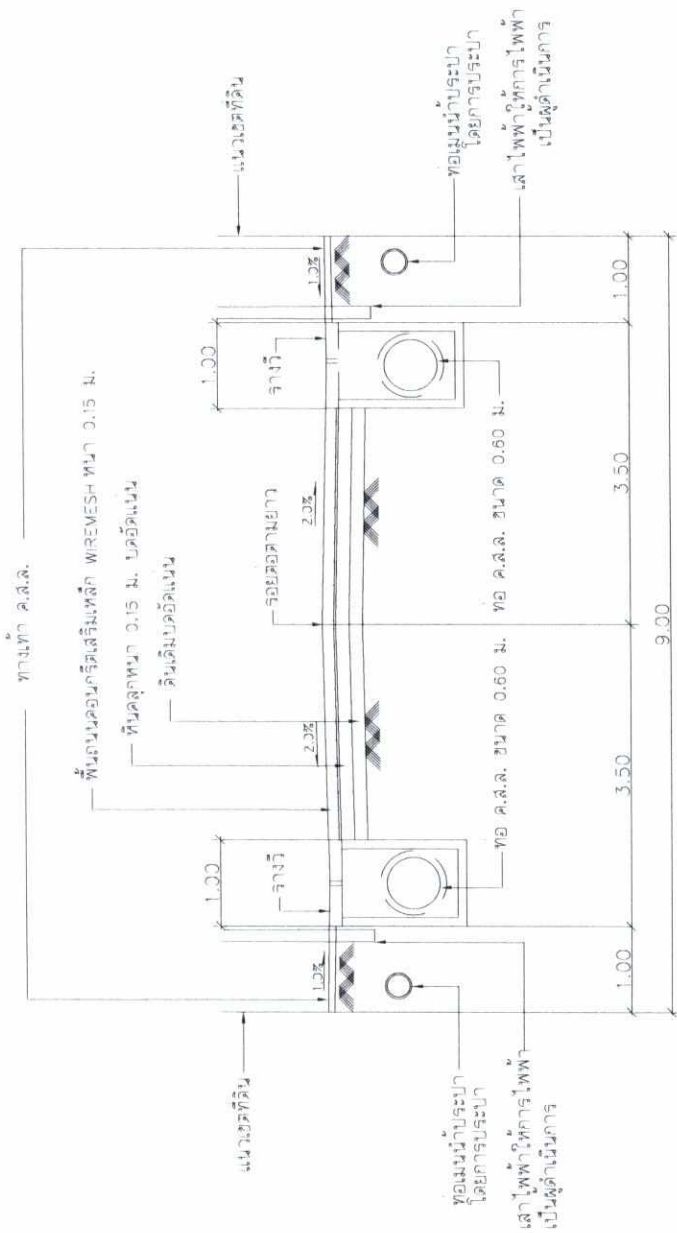 ทางเท้า ค.ส.ล.
พื้นถนนคอนกรีตเสริมเหล็ก WIREMESH หนา 0.15 ม.
หินคลุกหนา 0.15 ม. บดอัดแน่น
ดินเดิมบดอัดแน่น
แนวเขตที่ดิน
แนวเขตที่ดิน
1.00
รางวี
รอยต่อตามยาว
1.00
รางวี
1.0%
2.0%
2.0%
1.0%
ท่อเมนน้ำประปา
โดยการประปา
เสาไฟฟ้าให้การไฟฟ้า
เป็นผู้ดำเนินการ
ท่อ ค.ส.ล. ขนาด 0.60 ม.
ท่อ ค.ส.ล. ขนาด 0.60 ม.
ท่อเมนน้ำประปา
โดยการประปา
เสาไฟฟ้าให้การไฟฟ้า
เป็นผู้ดำเนินการ
1.00
3.50
3.50
1.00
9.00